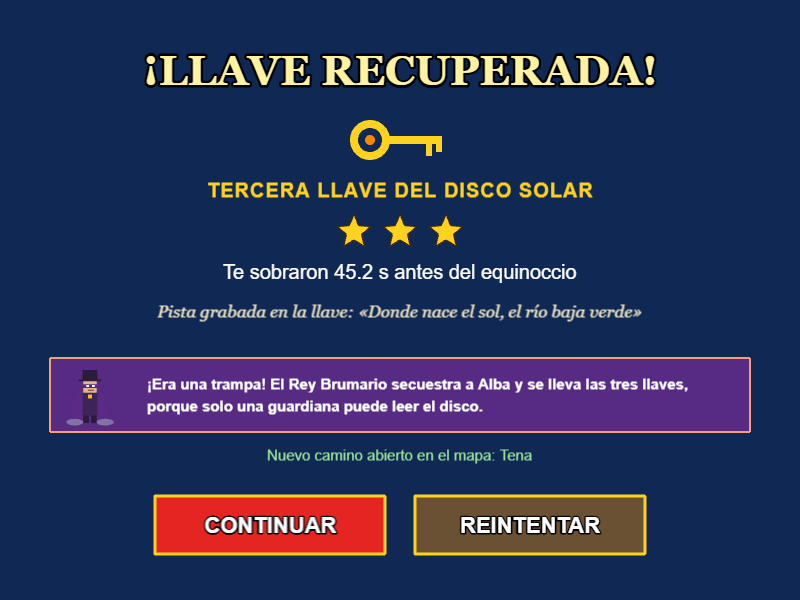 ¡LLAVE RECUPERADA!
TERCERA LLAVE DEL DISCO SOLAR
Te sobraron 45.2 s antes del equinoccio
Pista grabada en la llave: «Donde nace el sol, el río baja verde»
¡Era una trampa! El Rey Brumario secuestra a Alba y se lleva las tres llaves,
porque solo una guardiana puede leer el disco.
Nuevo camino abierto en el mapa: Tena
CONTINUAR
REINTENTAR